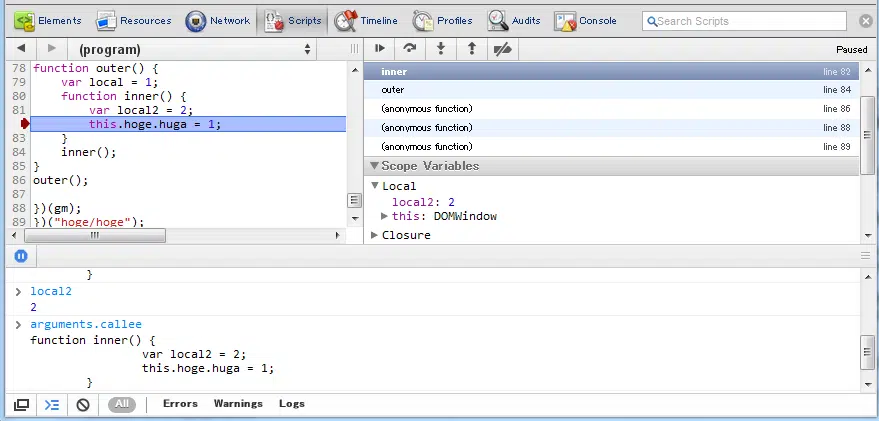 Elements Resources Network Scripts Timeline Profiles Audits Console Search Scripts
(program) Paused
78 function outer() {
79 var local = 1;
80 function inner() {
81 var local2 = 2;
this.hoge.huga = 1;
83 }
84 inner();
85 }
86 outer();
87
88 })(gm);
89 })("hoge/hoge");
inner line 82
outer line 84
(anonymous function) line 86
(anonymous function) line 88
(anonymous function) line 89
Scope Variables
Local
local2: 2
this: DOMWindow
Closure
}
> local2
2
> arguments.callee
function inner() {
var local2 = 2;
this.hoge.huga = 1;
}
All Errors Warnings Logs